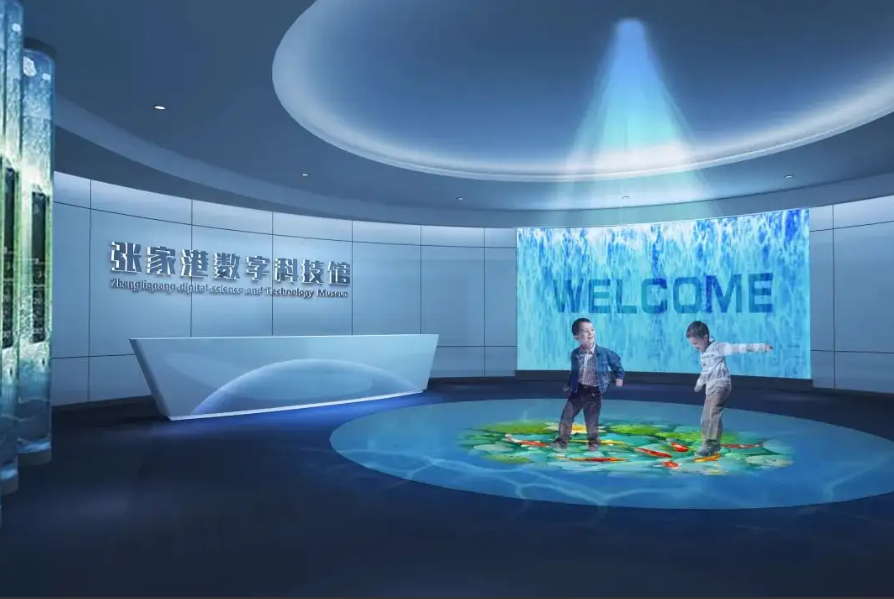 张家港数字科技馆
Zhangjiagang digital science and Technology Museum
WELCOME